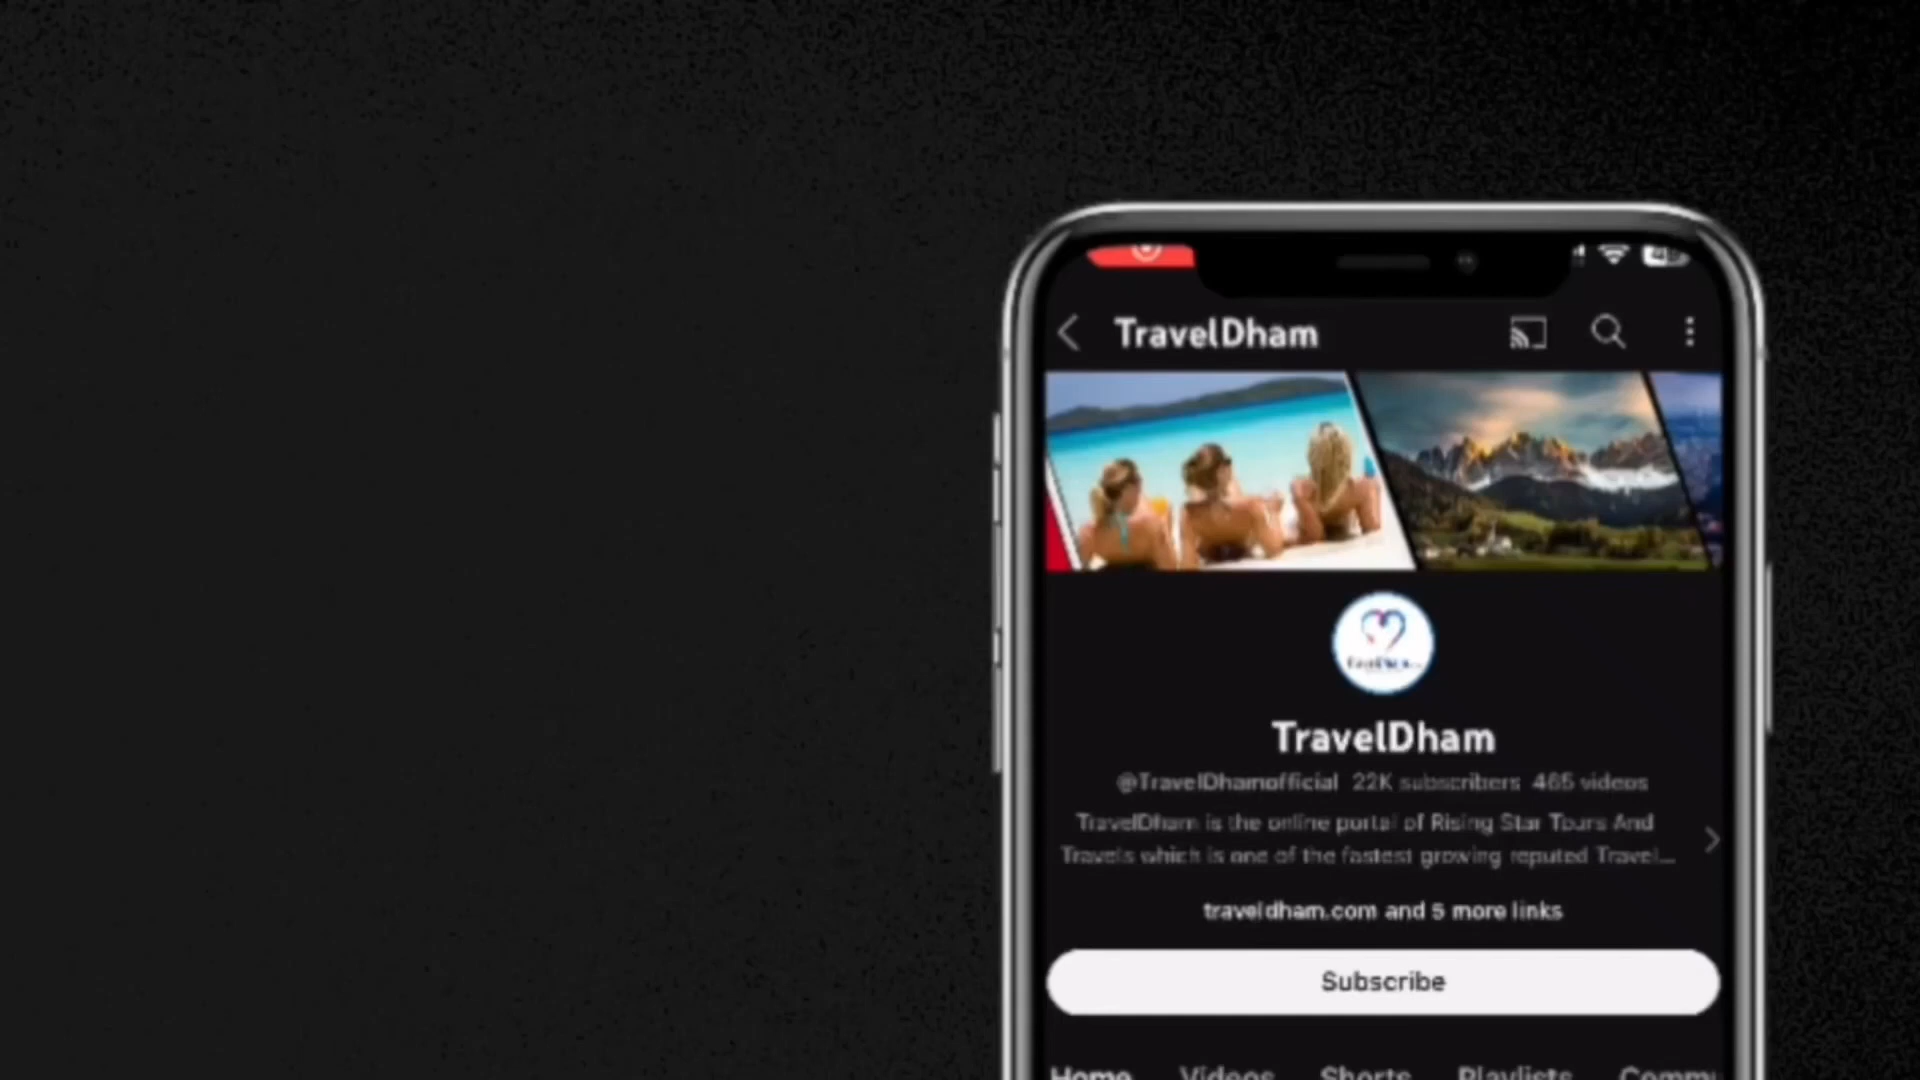 TravelDham
TravelDham
@TravelDhamofficial 22K subscribers 465 videos
TravelDham is the online portal of Rising Star Tours And
Travels which is one of the fastest growing reputed Travel...
traveldham.com and 5 more links
Subscribe
Home Videos Shorts Playlists Commu